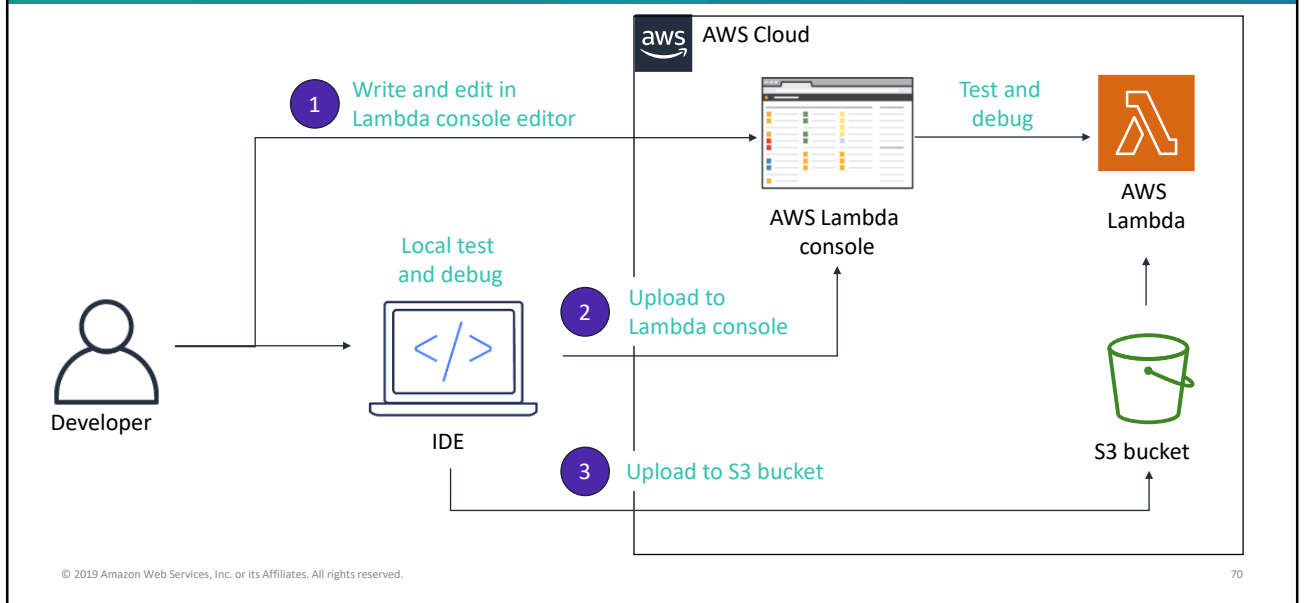 aws
AWS Cloud
1
Write and edit in
Lambda console editor
Test and
debug
AWS Lambda
console
AWS
Lambda
Local test
and debug
2
Upload to
Lambda console
</>
Developer
IDE
S3 bucket
3
Upload to S3 bucket
© 2019 Amazon Web Services, Inc. or its Affiliates. All rights reserved.
70